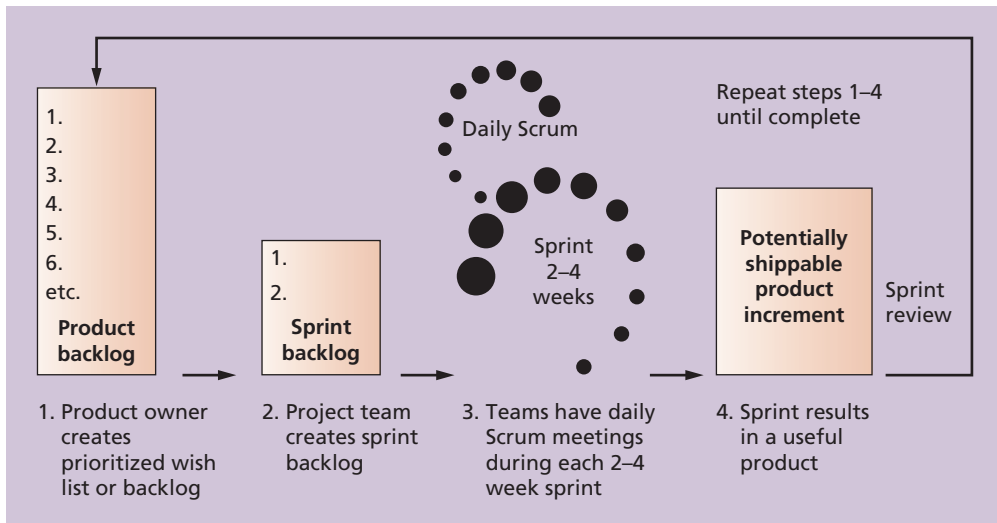 1.
2.
3.
4.
5.
6.
etc.
Product
backlog
1.
2.
Sprint
backlog
Daily Scrum
Sprint
2–4
weeks
Repeat steps 1–4
until complete
Potentially
shippable
product
increment
Sprint
review
1. Product owner
creates
prioritized wish
list or backlog
2. Project team
creates sprint
backlog
3. Teams have daily
Scrum meetings
during each 2–4
week sprint
4. Sprint results
in a useful
product